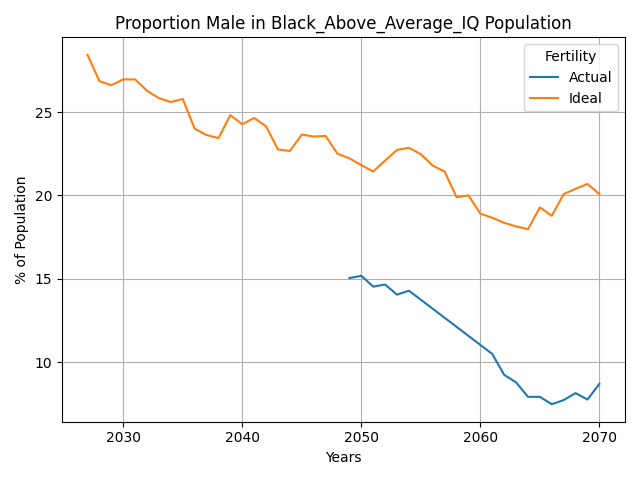 Proportion Male in Black_Above_Average_IQ Population
Fertility
Actual
Ideal
% of Population
25
20
15
10
2030
2040
2050
2060
2070
Years